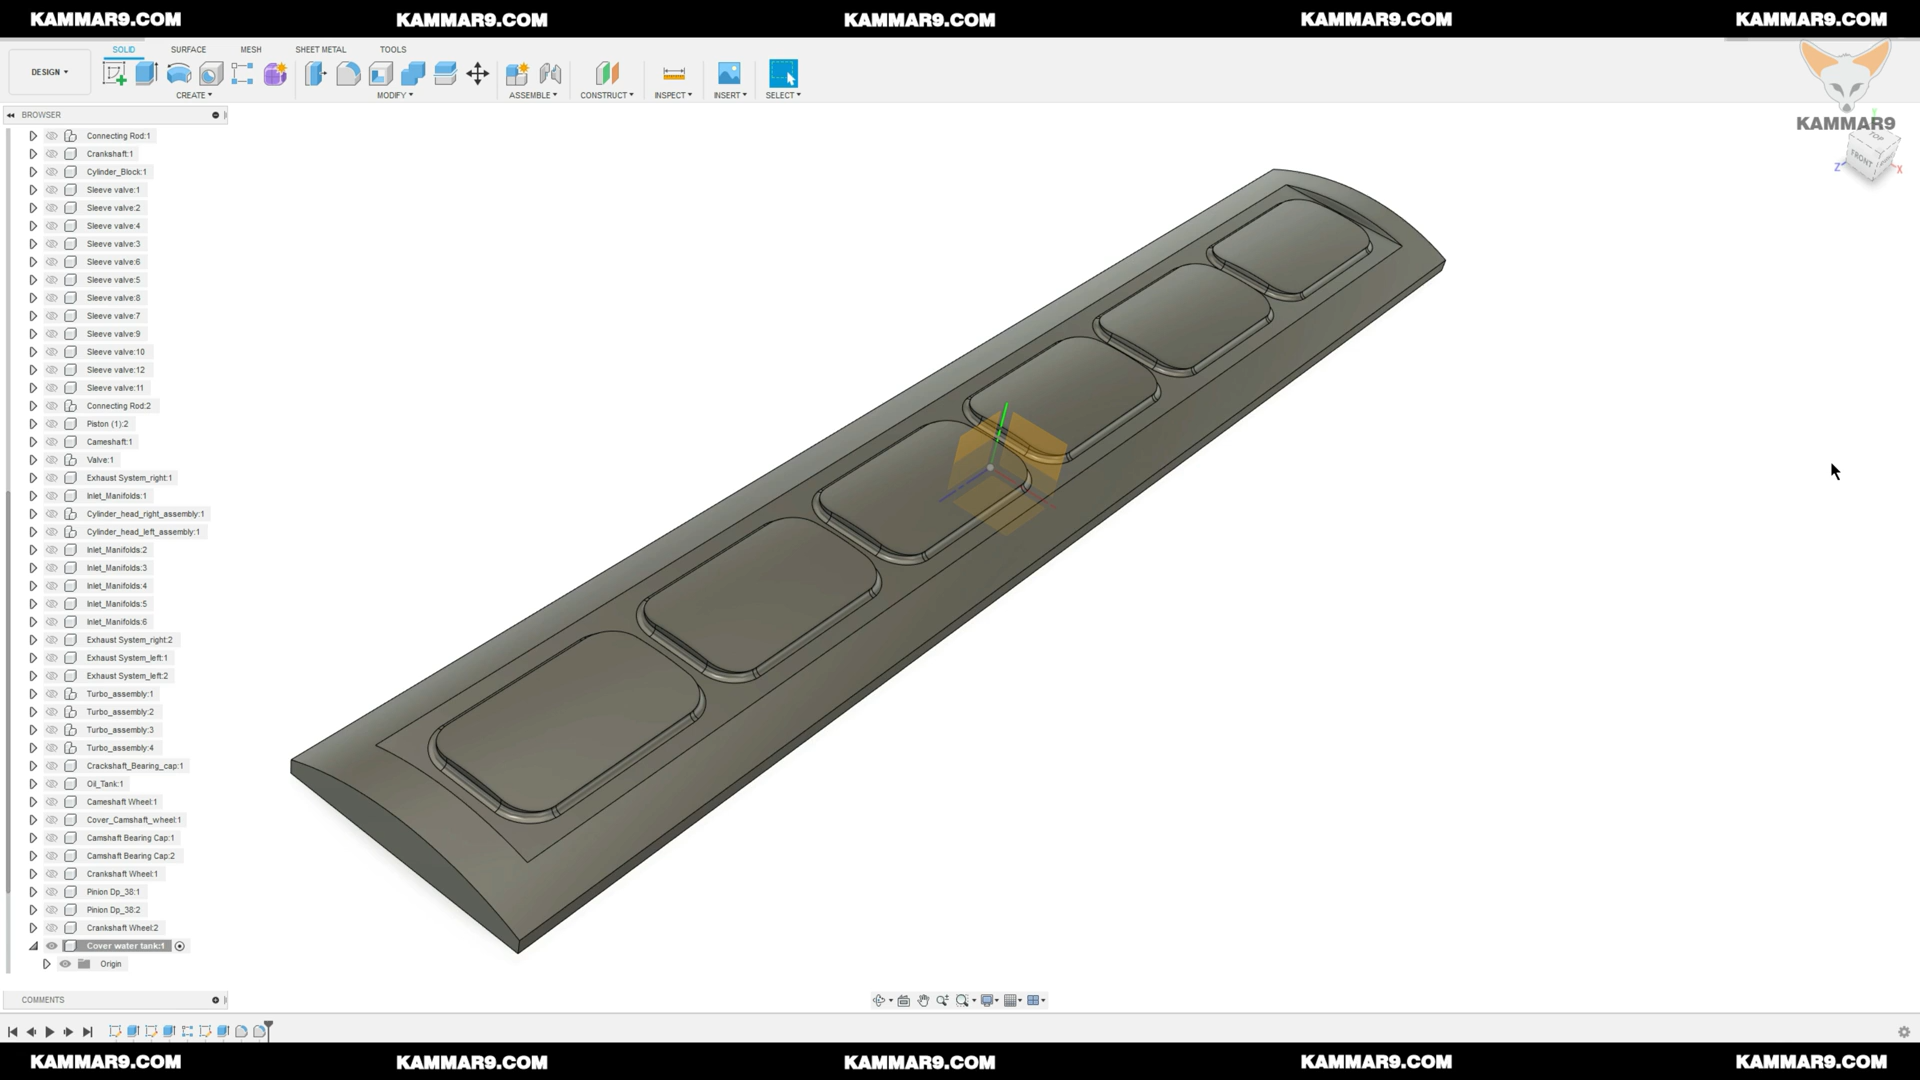 KAMMAR9.COM KAMMAR9.COM KAMMAR9.COM KAMMAR9.COM KAMMAR9.COM
SOLID SURFACE MESH SHEET METAL TOOLS
DESIGN
CREATE MODIFY ASSEMBLE CONSTRUCT INSPECT INSERT SELECT
KAMMAR9
TOP
FRONT
Z X
BROWSER
Connecting Rod:1
Crankshaft:1
Cylinder_Block:1
Sleeve valve:1
Sleeve valve:2
Sleeve valve:4
Sleeve valve:3
Sleeve valve:6
Sleeve valve:5
Sleeve valve:8
Sleeve valve:7
Sleeve valve:9
Sleeve valve:10
Sleeve valve:12
Sleeve valve:11
Connecting Rod:2
Piston (1):2
Cameshaft:1
Valve:1
Exhaust System_right:1
Inlet_Manifolds:1
Cylinder_head_right_assembly:1
Cylinder_head_left_assembly:1
Inlet_Manifolds:2
Inlet_Manifolds:3
Inlet_Manifolds:4
Inlet_Manifolds:5
Inlet_Manifolds:6
Exhaust System_right:2
Exhaust System_left:1
Exhaust System_left:2
Turbo_assembly:1
Turbo_assembly:2
Turbo_assembly:3
Turbo_assembly:4
Crackshaft_Bearing_cap:1
Oil_Tank:1
Cameshaft Wheel:1
Cover_Camshaft_wheel:1
Camshaft Bearing Cap:1
Camshaft Bearing Cap:2
Crankshaft Wheel:1
Pinion Dp_38:1
Pinion Dp_38:2
Crankshaft Wheel:2
Cover water tank:1
Origin
COMMENTS
KAMMAR9.COM KAMMAR9.COM KAMMAR9.COM KAMMAR9.COM KAMMAR9.COM